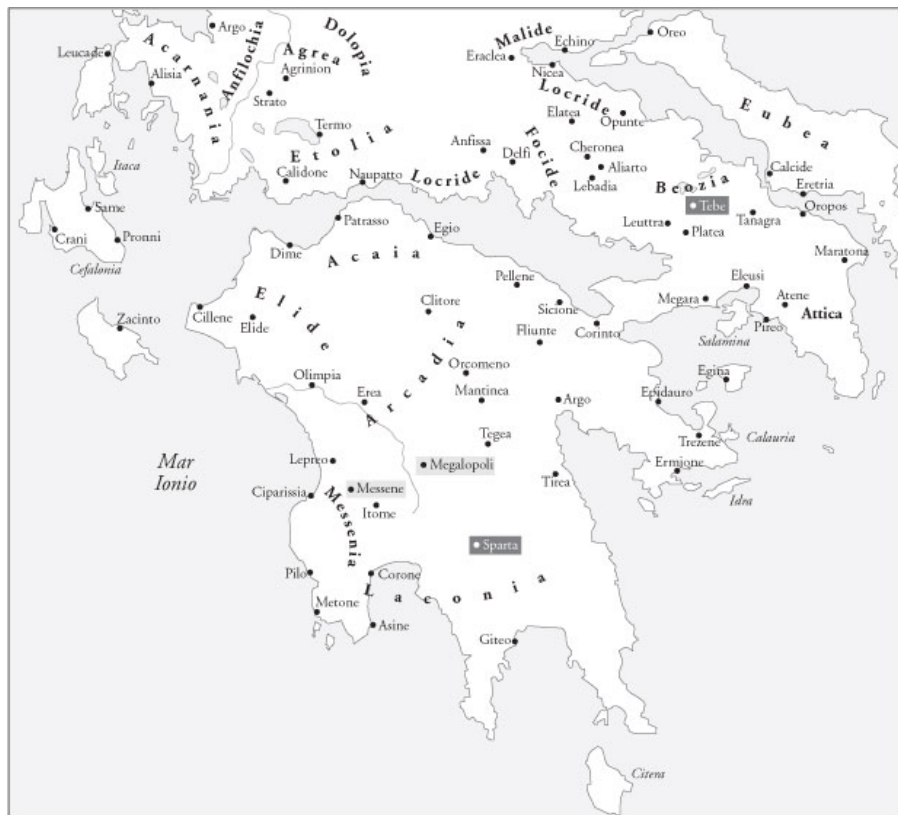 Argo
Acarnania
Anfilochia
Dolopia
Agrea
Malide
Echino
Oreo
Leucade
Eraclea
Nicea
Alisia
Agrinion
Strato
Locride
Eubea
Elatea
Opunte
Termo
Etolia
Anfissa
Focide
Delfi
Cheronea
Aliarto
Lebadia
Itaca
Calidone
Naupatto
Locride
Beozia
Calcide
Eretria
Same
Tebe
Oropos
Tanagra
Patrasso
Leuttra
Platea
Crani
Pronni
Egio
Dime
Acaia
Maratona
Cefalonia
Pellene
Eleusi
Elide
Clitore
Sicione
Megara
Atene
Cillene
Elide
Attica
Zacinto
Corinto
Pireo
Fliunte
Salamina
Arcadia
Orcomeno
Egina
Olimpia
Erea
Mantinea
Argo
Epidauro
Tegea
Trezene
Calauria
Mar
Ionio
Lepreo
Megalopoli
Ermione
Tirea
Messene
Ciparissia
Idra
Itome
Messenia
Sparta
Pilo
Corone
Laconia
Metone
Asine
Giteo
Citera